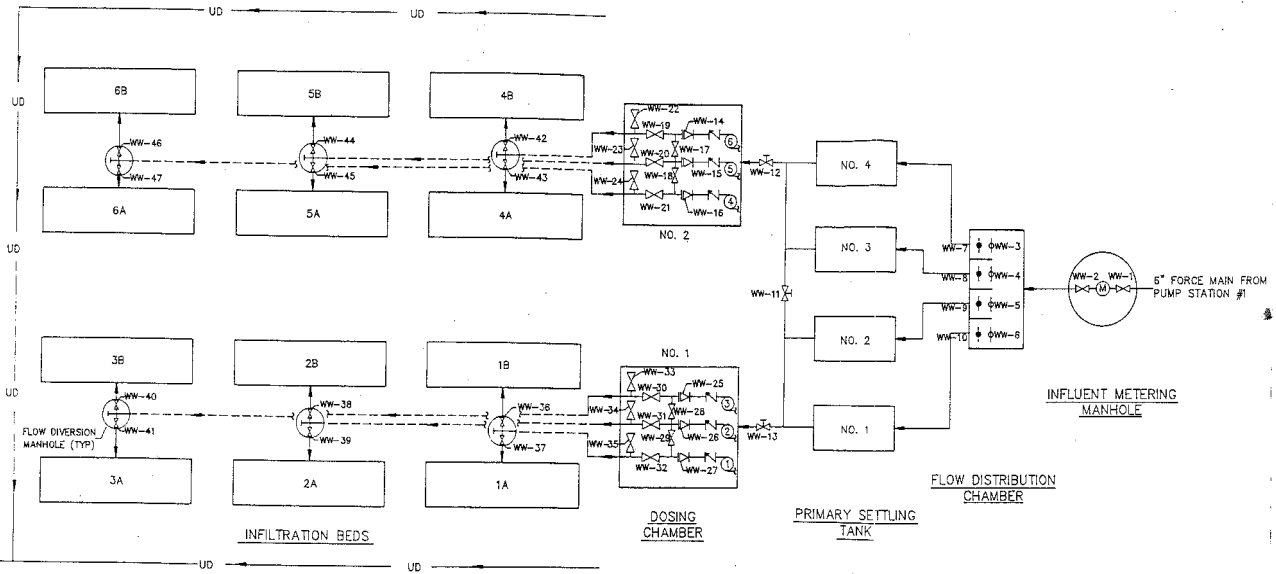 UD
UD
UD
6B
5B
4B
WW-46
WW-47
WW-44
WW-45
WW-42
WW-43
6A
5A
4A
WW-22
WW-19
WW-14
WW-23
WW-20
WW-17
WW-18
WW-15
WW-24
WW-21
WW-16
6
5
4
NO. 2
WW-12
NO. 4
NO. 3
NO. 2
NO. 1
WW-11
WW-7
WW-3
WW-8
WW-4
WW-9
WW-5
WW-10
WW-6
WW-2
WW-1
M
6" FORCE MAIN FROM
PUMP STATION #1
INFLUENT METERING
MANHOLE
UD
UD
3B
2B
1B
WW-40
WW-41
WW-38
WW-39
WW-36
WW-37
FLOW DIVERSION
MANHOLE (TYP)
3A
2A
1A
NO. 1
WW-33
WW-30
WW-25
WW-34
WW-31
WW-28
WW-29
WW-26
WW-35
WW-32
WW-27
3
2
1
WW-13
FLOW DISTRIBUTION
CHAMBER
PRIMARY SETTLING
TANK
DOSING
CHAMBER
INFILTRATION BEDS
UD
UD